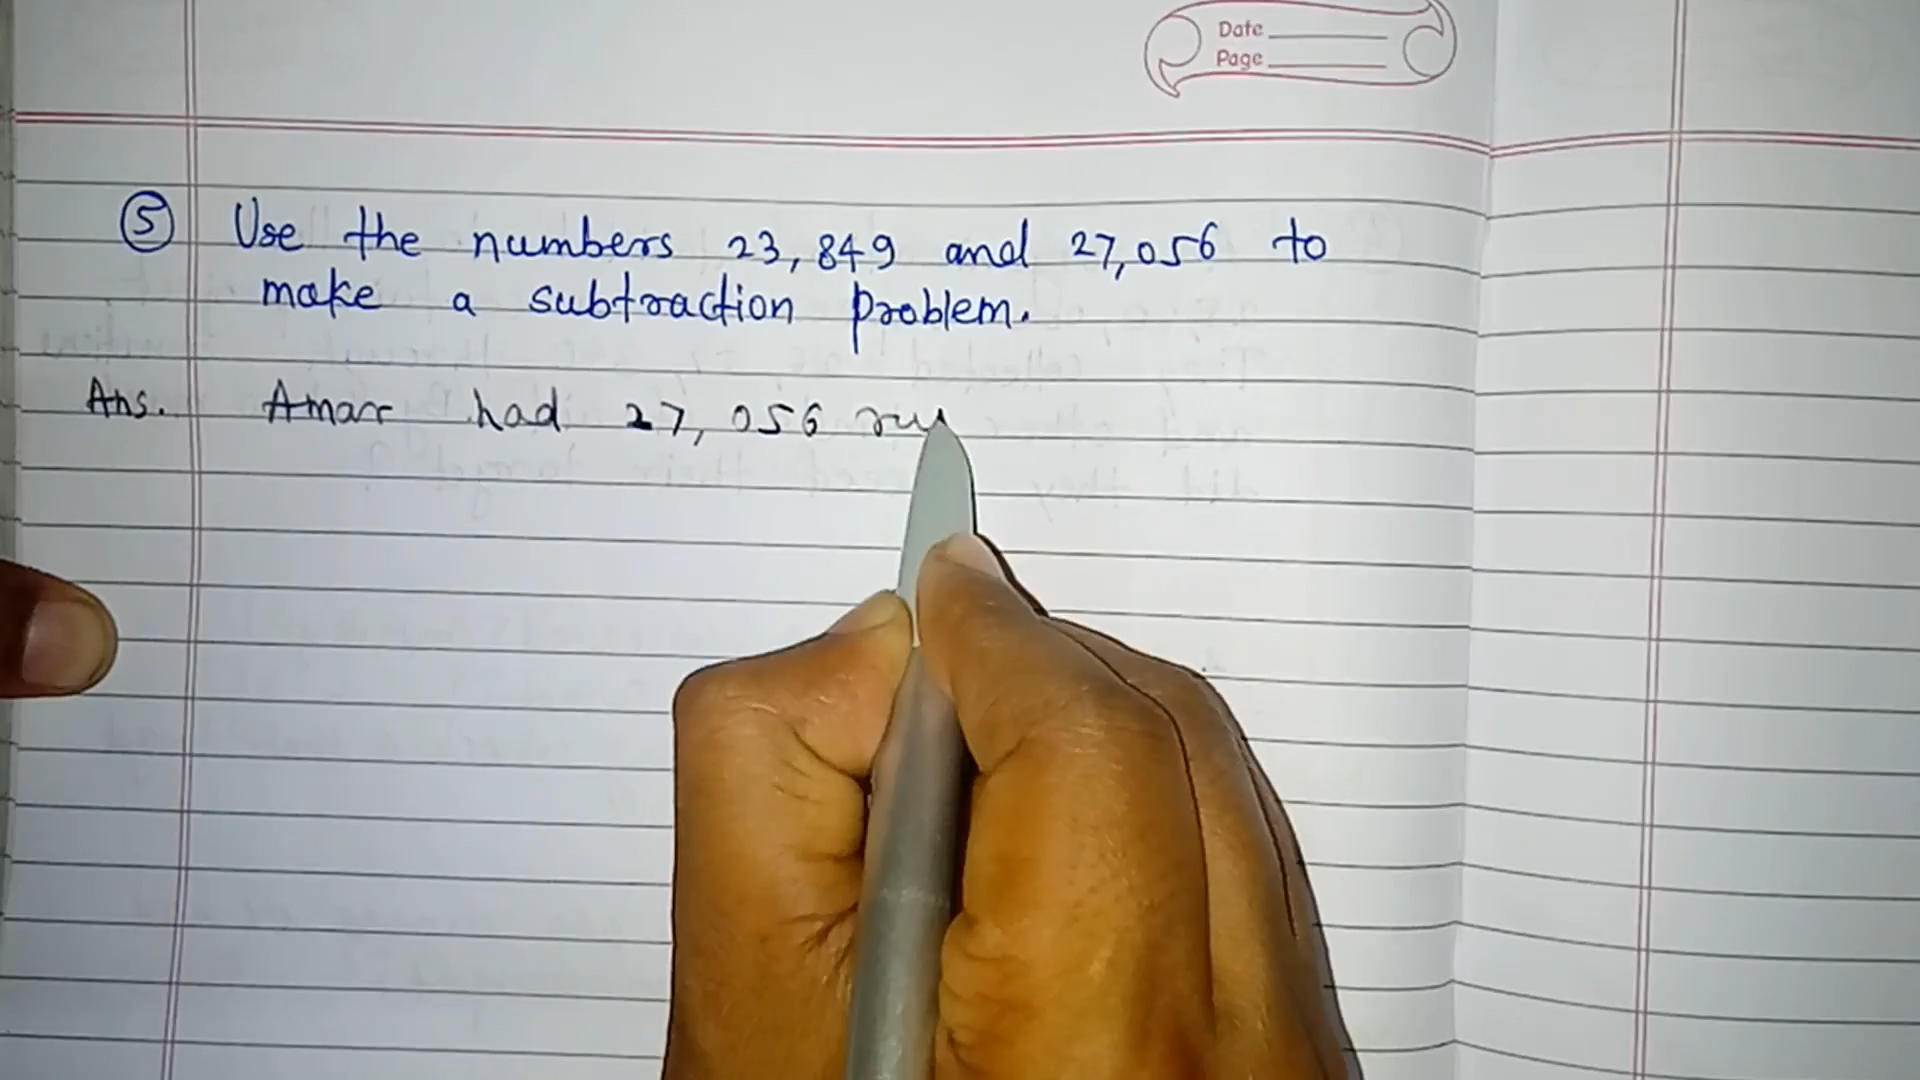 Date
Page
5 Use the numbers 23,849 and 27,056 to
make a subtraction problem.
Ans. Amar had 27,056